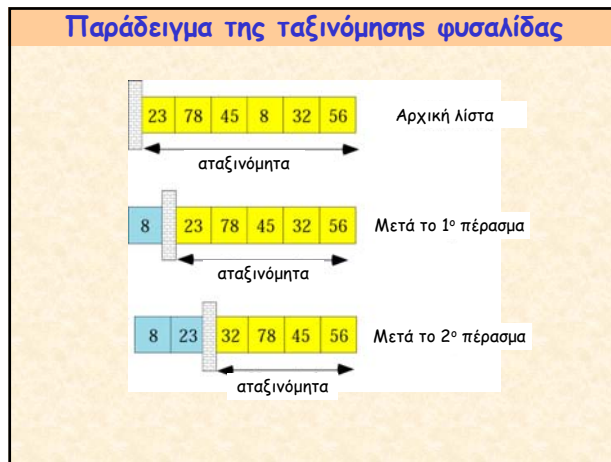 Παράδειγμα της ταξινόμησης φυσαλίδας
23 78 45 8 32 56 Αρχική λίστα
αταξινόμητα
8 23 78 45 32 56 Μετά το 1ο πέρασμα
αταξινόμητα
8 23 32 78 45 56 Μετά το 2ο πέρασμα
αταξινόμητα